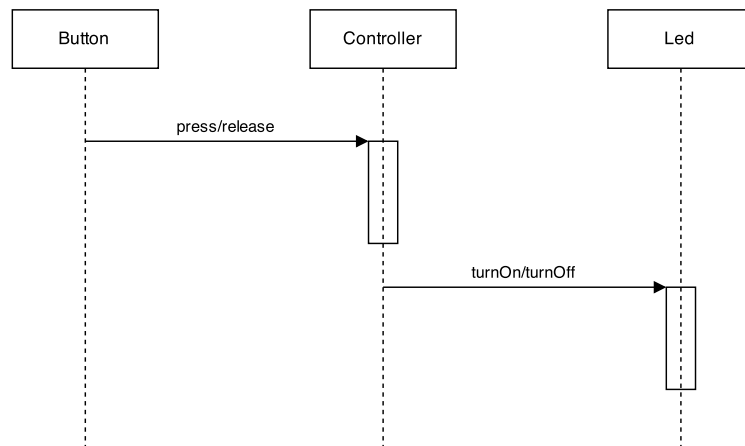 Button
Controller
Led
press/release
turnOn/turnOff